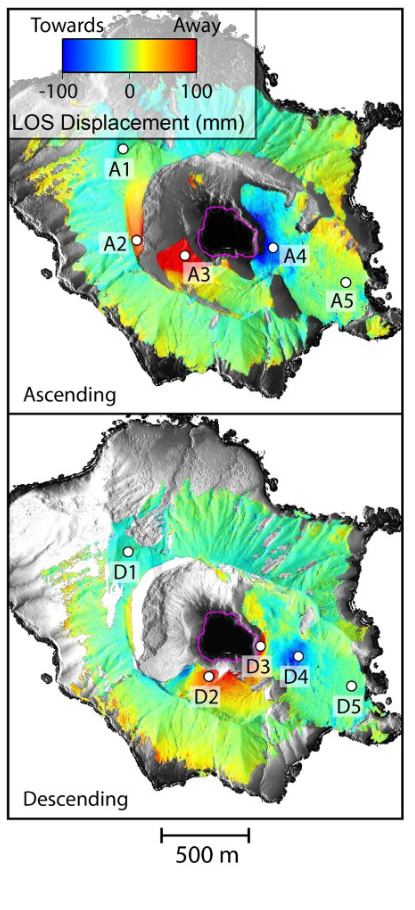 Towards Away
-100 0 100
LOS Displacement (mm)
A1
A2
A3
A4
A5
Ascending
D1
D2
D3
D4
D5
Descending
500 m